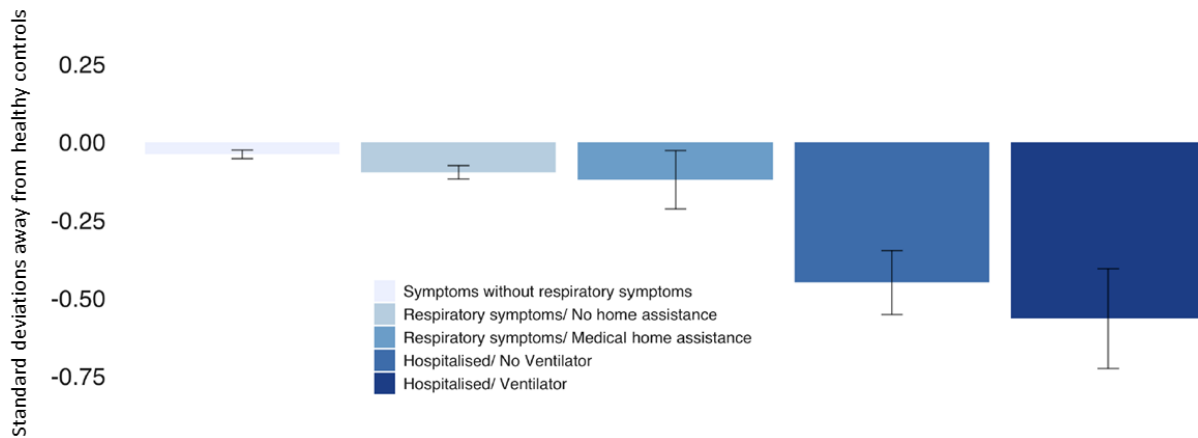 Standard deviations away from healthy controls
0.25
0.00
-0.25
-0.50
-0.75
Symptoms without respiratory symptoms
Respiratory symptoms/ No home assistance
Respiratory symptoms/ Medical home assistance
Hospitalised/ No Ventilator
Hospitalised/ Ventilator